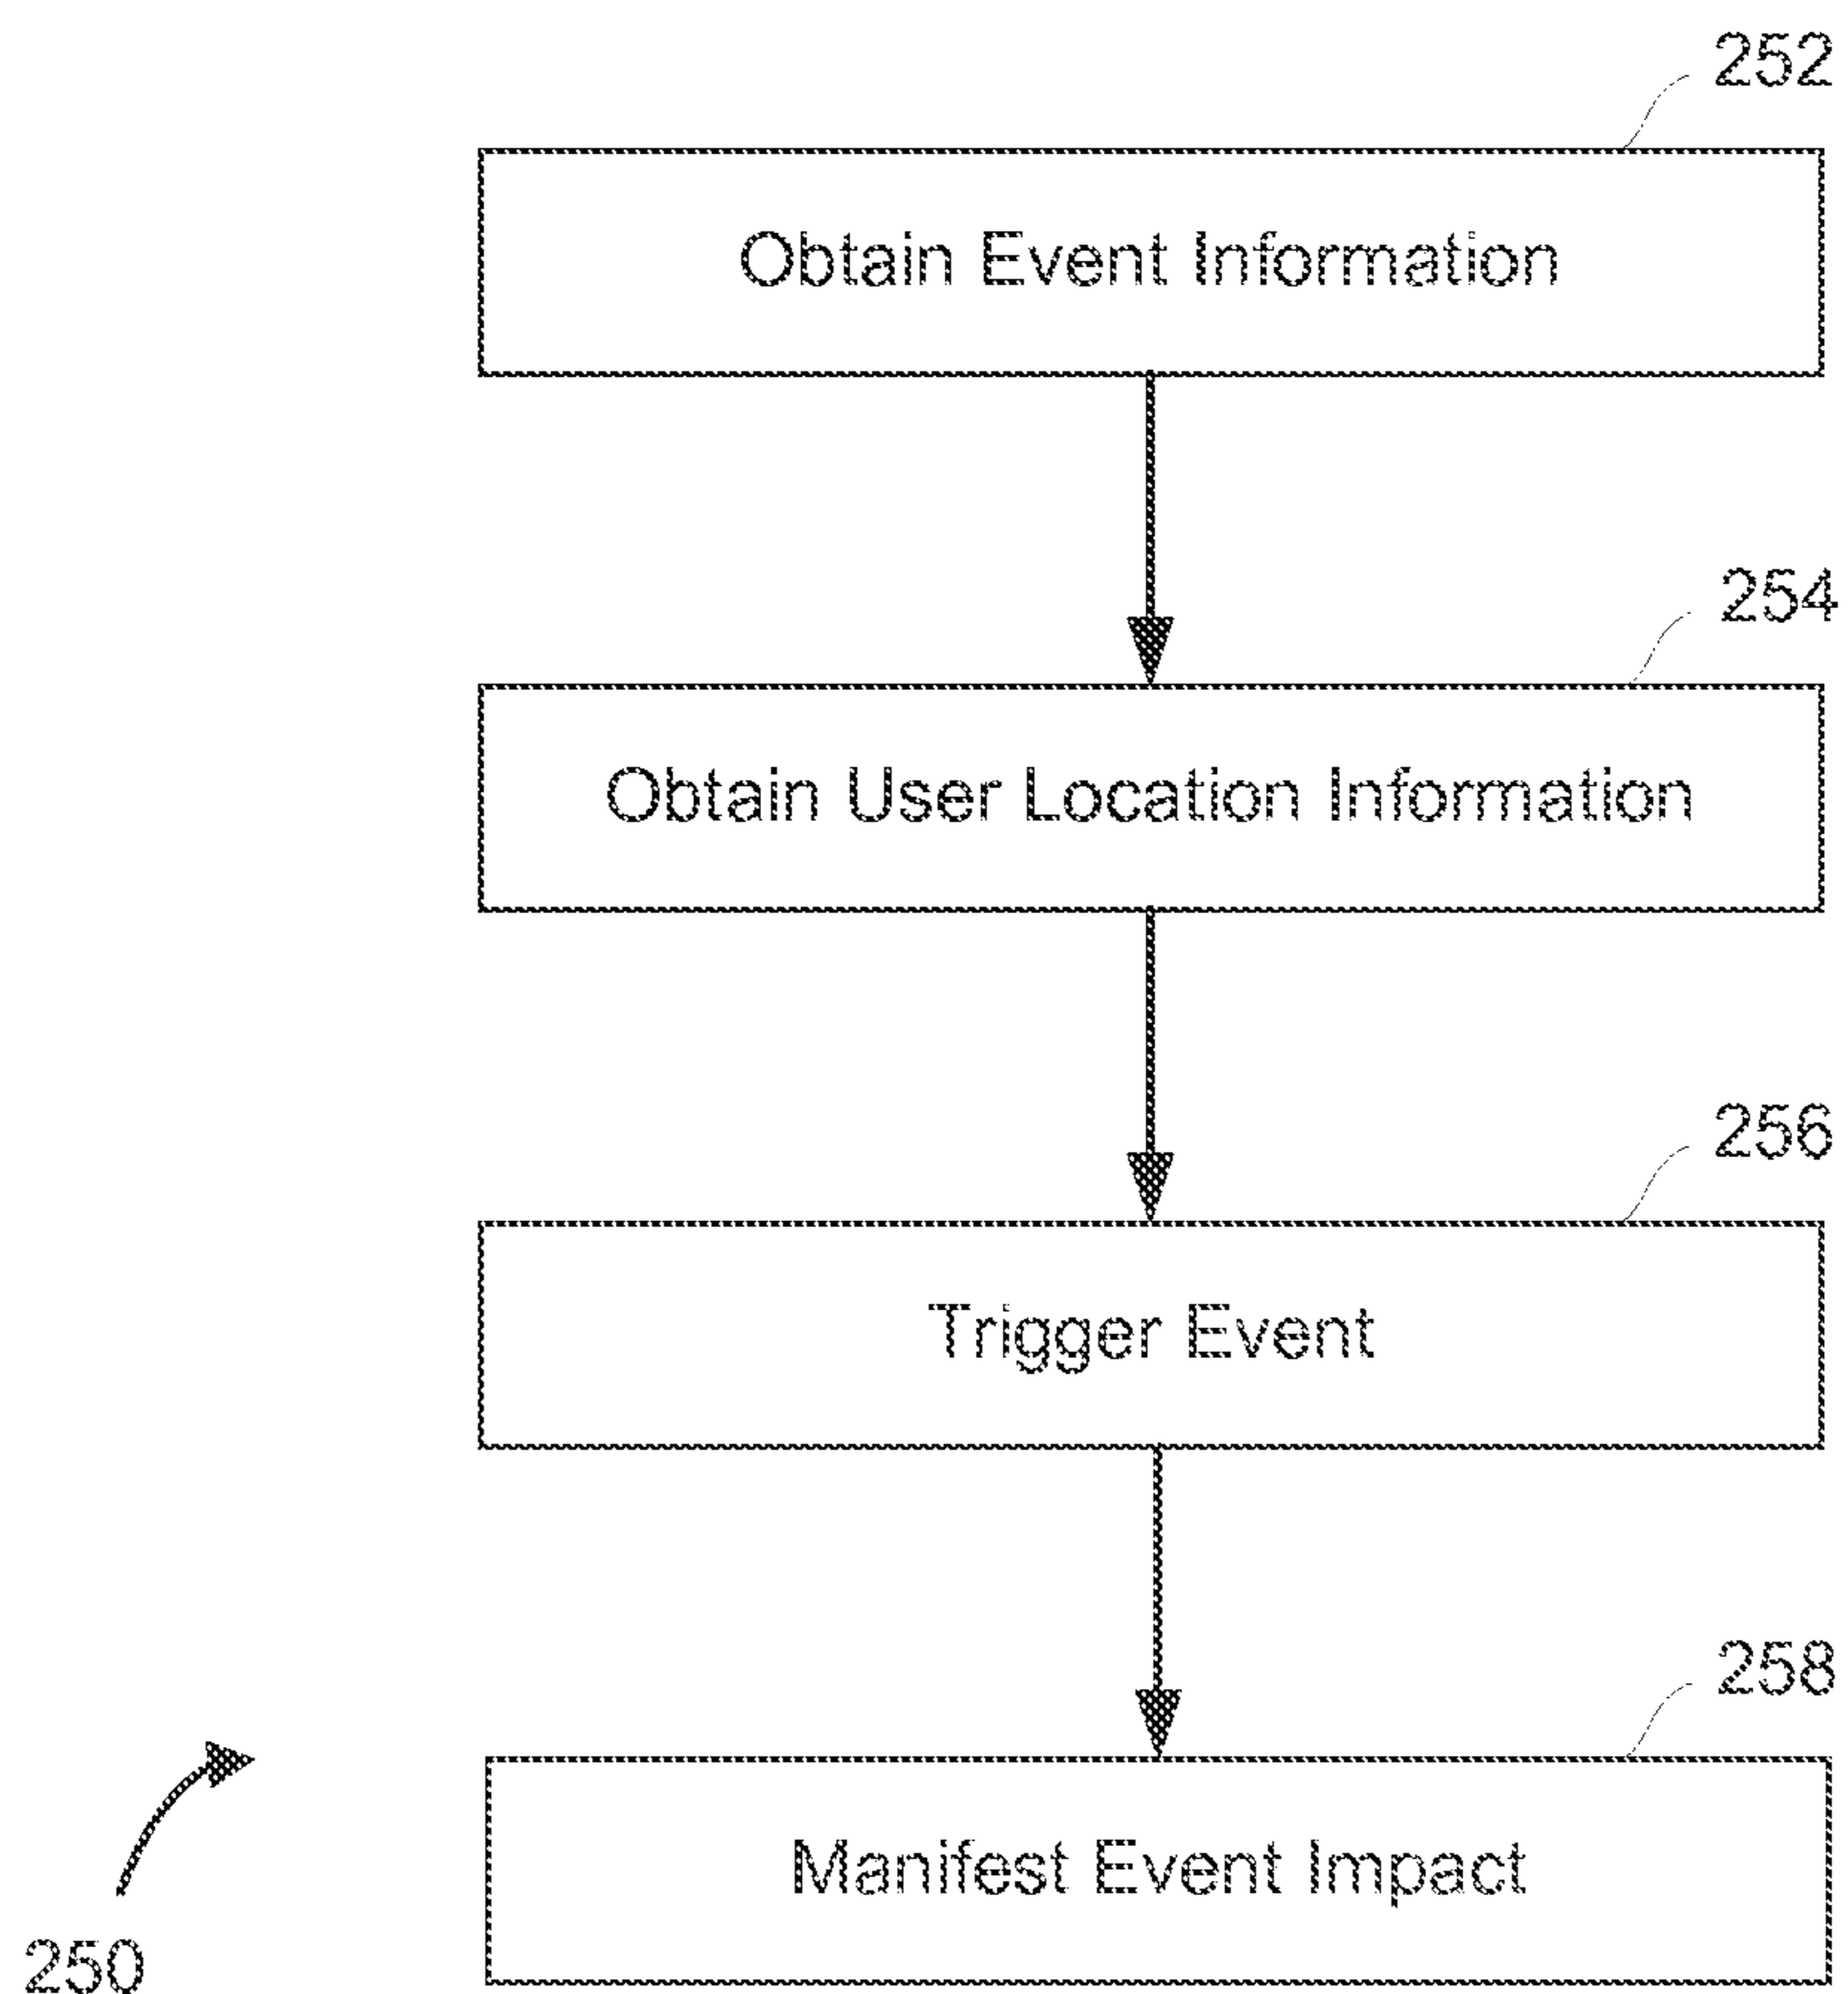 252
Obtain Event Information
254
Obtain User Location Information
256
Trigger Event
258
Manifest Event Impact
250